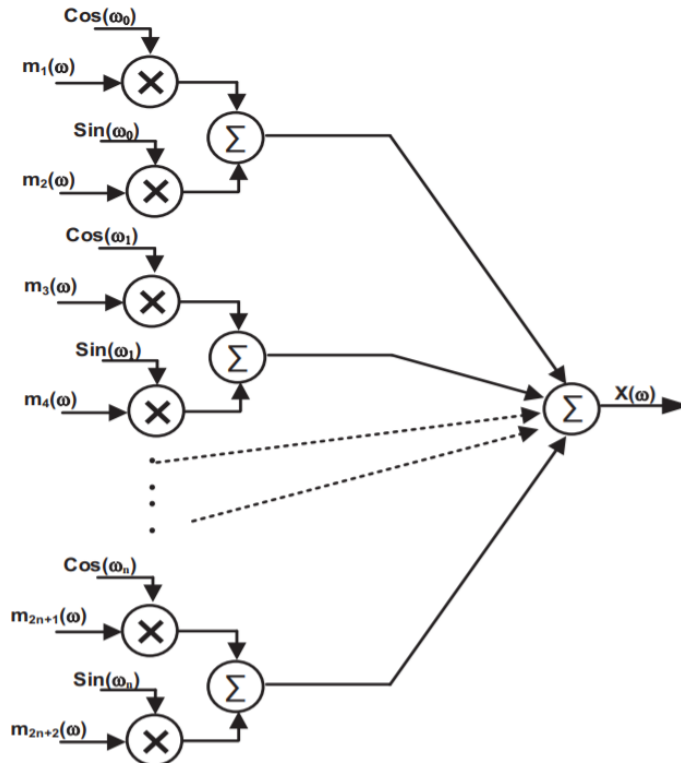 Cos(ω₀)
m₁(ω)
Sin(ω₀)
Σ
m₂(ω)
Cos(ω₁)
m₃(ω)
Sin(ω₁)
Σ
m₄(ω)
X(ω)
Σ
Cos(ωₙ)
m₂ₙ₊₁(ω)
Sin(ωₙ)
Σ
m₂ₙ₊₂(ω)